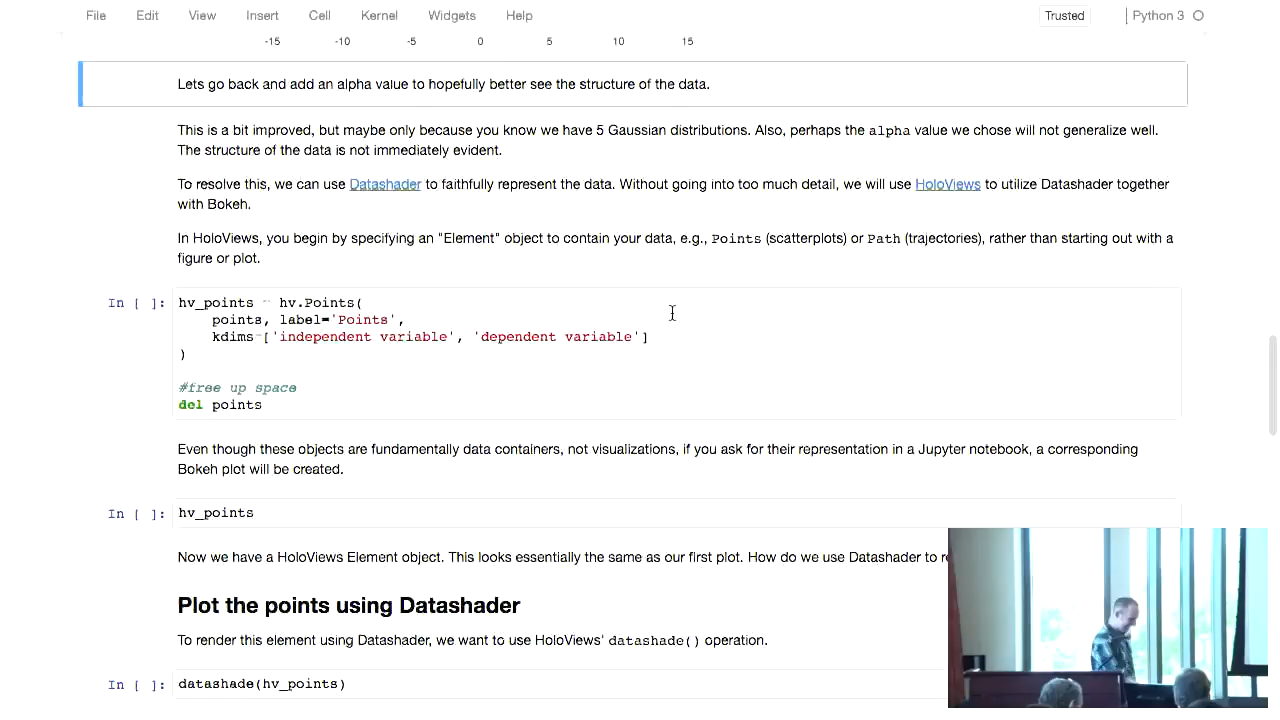 File Edit View Insert Cell Kernel Widgets Help Trusted Python 3
-15 -10 -5 0 5 10 15
Lets go back and add an alpha value to hopefully better see the structure of the data.
This is a bit improved, but maybe only because you know we have 5 Gaussian distributions. Also, perhaps the alpha value we chose will not generalize well.
The structure of the data is not immediately evident.
To resolve this, we can use Datashader to faithfully represent the data. Without going into too much detail, we will use HoloViews to utilize Datashader together
with Bokeh.
In HoloViews, you begin by specifying an "Element" object to contain your data, e.g., Points (scatterplots) or Path (trajectories), rather than starting out with a
figure or plot.
In [ ]: hv_points = hv.Points(
points, label='Points',
kdims=['independent variable', 'dependent variable']
)
#free up space
del points
Even though these objects are fundamentally data containers, not visualizations, if you ask for their representation in a Jupyter notebook, a corresponding
Bokeh plot will be created.
In [ ]: hv_points
Now we have a HoloViews Element object. This looks essentially the same as our first plot. How do we use Datashader to
Plot the points using Datashader
To render this element using Datashader, we want to use HoloViews' datashade() operation.
In [ ]: datashade(hv_points)